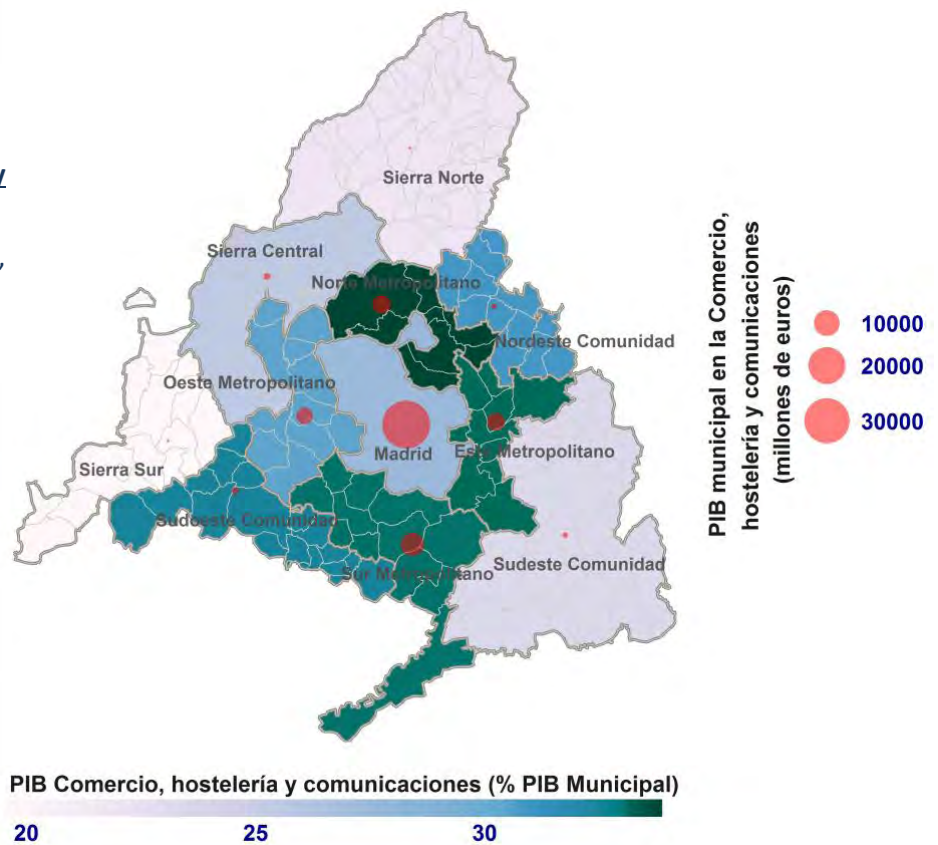 y
Sierra Norte
Sierra Central
,
Norte Metropolitano
Nordeste Comunidad
Oeste Metropolitano
Madrid
Este Metropolitano
Sierra Sur
Sudoeste Comunidad
Sur Metropolitano
Sudeste Comunidad
PIB municipal en la Comercio,
hostelería y comunicaciones
(millones de euros)
10000
20000
30000
PIB Comercio, hostelería y comunicaciones (% PIB Municipal)
20 25 30